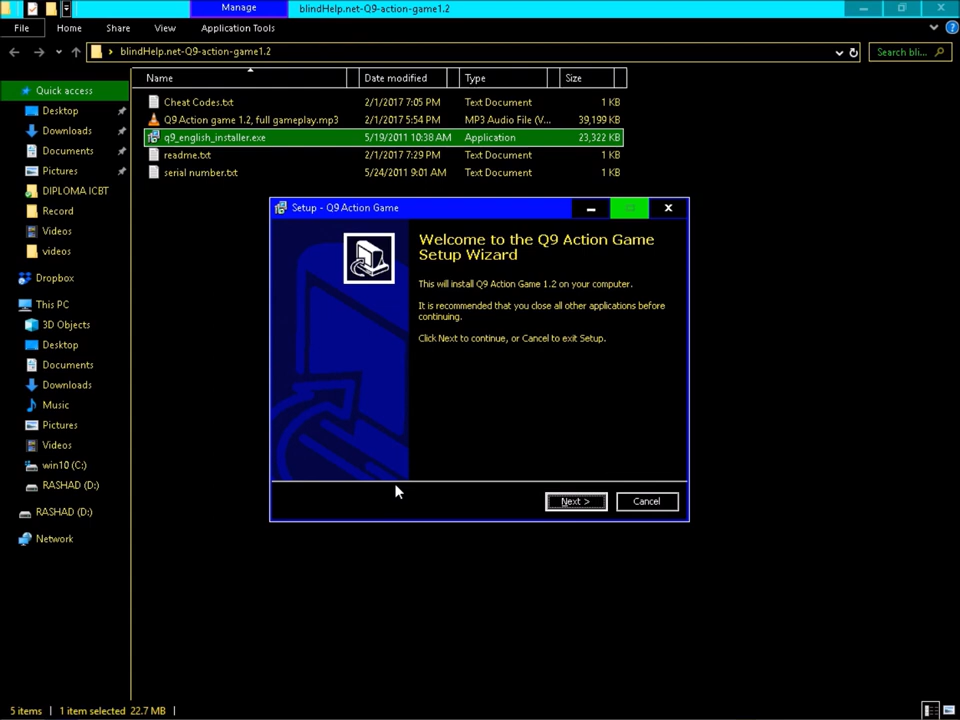 Manage
blindHelp.net-Q9-action-game1.2
File
Home
Share
View
Application Tools
blindHelp.net-Q9-action-game1.2
Search bli...
Name
Date modified
Type
Size
Cheat Codes.txt
2/1/2017 7:05 PM
Text Document
1 KB
Q9 Action game 1.2, full gameplay.mp3
2/1/2017 5:54 PM
MP3 Audio File (V...
39,199 KB
q9_english_installer.exe
5/19/2011 10:38 AM
Application
23,322 KB
readme.txt
2/1/2017 7:29 PM
Text Document
1 KB
serial number.txt
5/24/2011 9:01 AM
Text Document
1 KB
Quick access
Desktop
Downloads
Documents
Pictures
DIPLOMA ICBT
Record
Videos
videos
Dropbox
This PC
3D Objects
Desktop
Documents
Downloads
Music
Pictures
Videos
win10 (C:)
RASHAD (D:)
RASHAD (D:)
Network
Setup - Q9 Action Game
Welcome to the Q9 Action Game
Setup Wizard
This will install Q9 Action Game 1.2 on your computer.
It is recommended that you close all other applications before
continuing.
Click Next to continue, or Cancel to exit Setup.
Next >
Cancel
5 items
1 item selected 22.7 MB